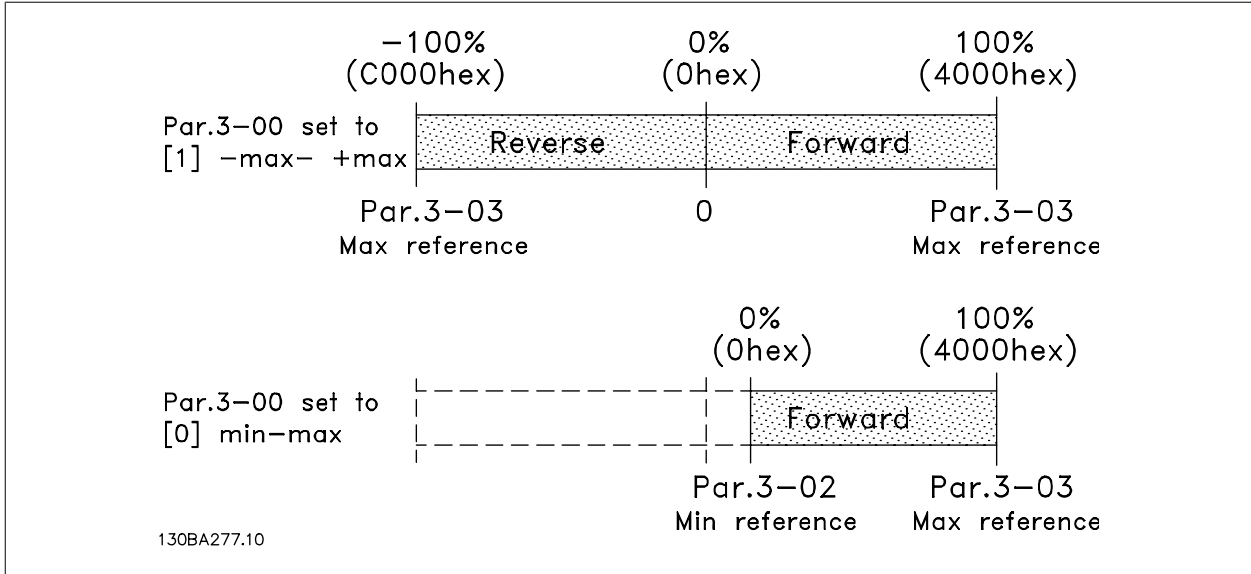 -100% 0% 100%
(C000hex) (0hex) (4000hex)
Par.3-00 set to
[1] -max- +max
Reverse Forward
Par.3-03 0 Par.3-03
Max reference Max reference
0% 100%
(0hex) (4000hex)
Par.3-00 set to
[0] min-max
Forward
Par.3-02 Par.3-03
Min reference Max reference
130BA277.10